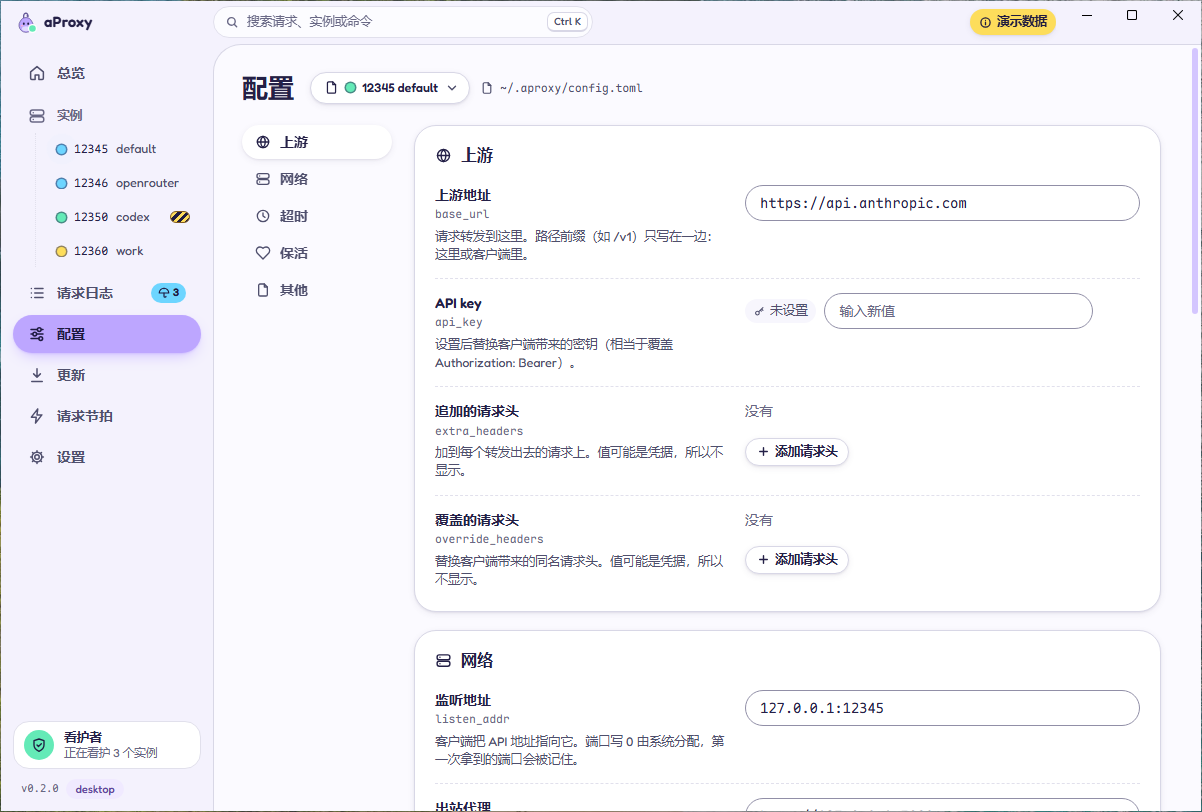 aProxy
搜索请求、实例或命令
Ctrl K
演示数据
总览
实例
12345 default
12346 openrouter
12350 codex
12360 work
请求日志
3
配置
更新
请求节拍
设置
看护者
正在看护 3 个实例
v0.2.0 desktop
配置
12345 default
~/.aproxy/config.toml
上游
网络
超时
保活
其他
上游
上游地址
base_url
请求转发到这里。路径前缀（如 /v1）只写在一边：
这里或客户端里。
https://api.anthropic.com
API key
api_key
设置后替换客户端带来的密钥（相当于覆盖
Authorization: Bearer）。
未设置
输入新值
追加的请求头
extra_headers
加到每个转发出去的请求上。值可能是凭据，所以不
显示。
没有
+ 添加请求头
覆盖的请求头
override_headers
替换客户端带来的同名请求头。值可能是凭据，所以
不显示。
没有
+ 添加请求头
网络
监听地址
listen_addr
客户端把 API 地址指向它。端口写 0 由系统分配，第
一次拿到的端口会被记住。
127.0.0.1:12345
出站代理